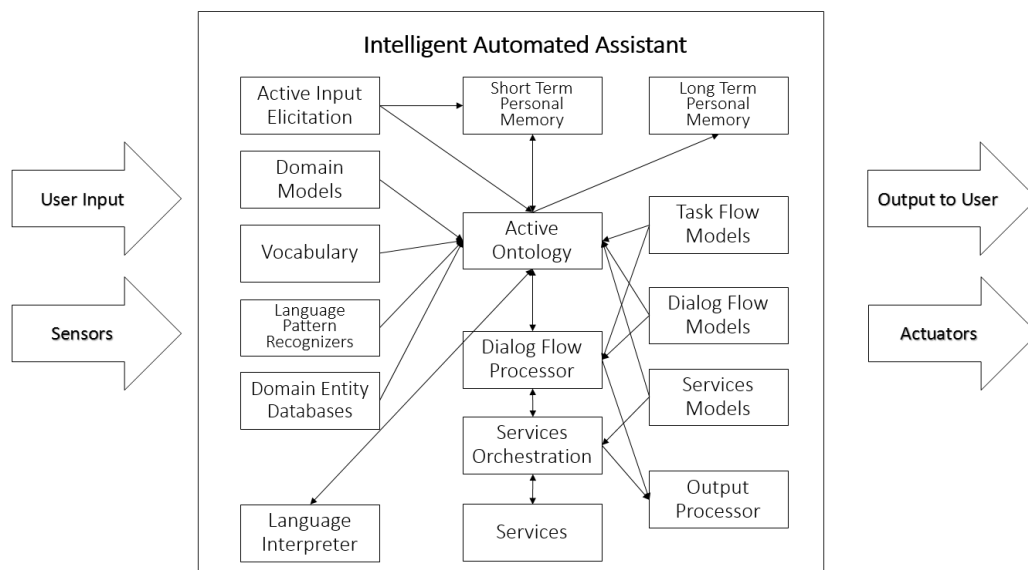 Intelligent Automated Assistant
Active Input
Elicitation
Short Term
Personal
Memory
Long Term
Personal
Memory
User Input
Domain
Models
Output to User
Active
Ontology
Task Flow
Models
Vocabulary
Sensors
Language
Pattern
Recognizers
Dialog Flow
Processor
Dialog Flow
Models
Actuators
Domain Entity
Databases
Services
Models
Services
Orchestration
Language
Interpreter
Services
Output
Processor